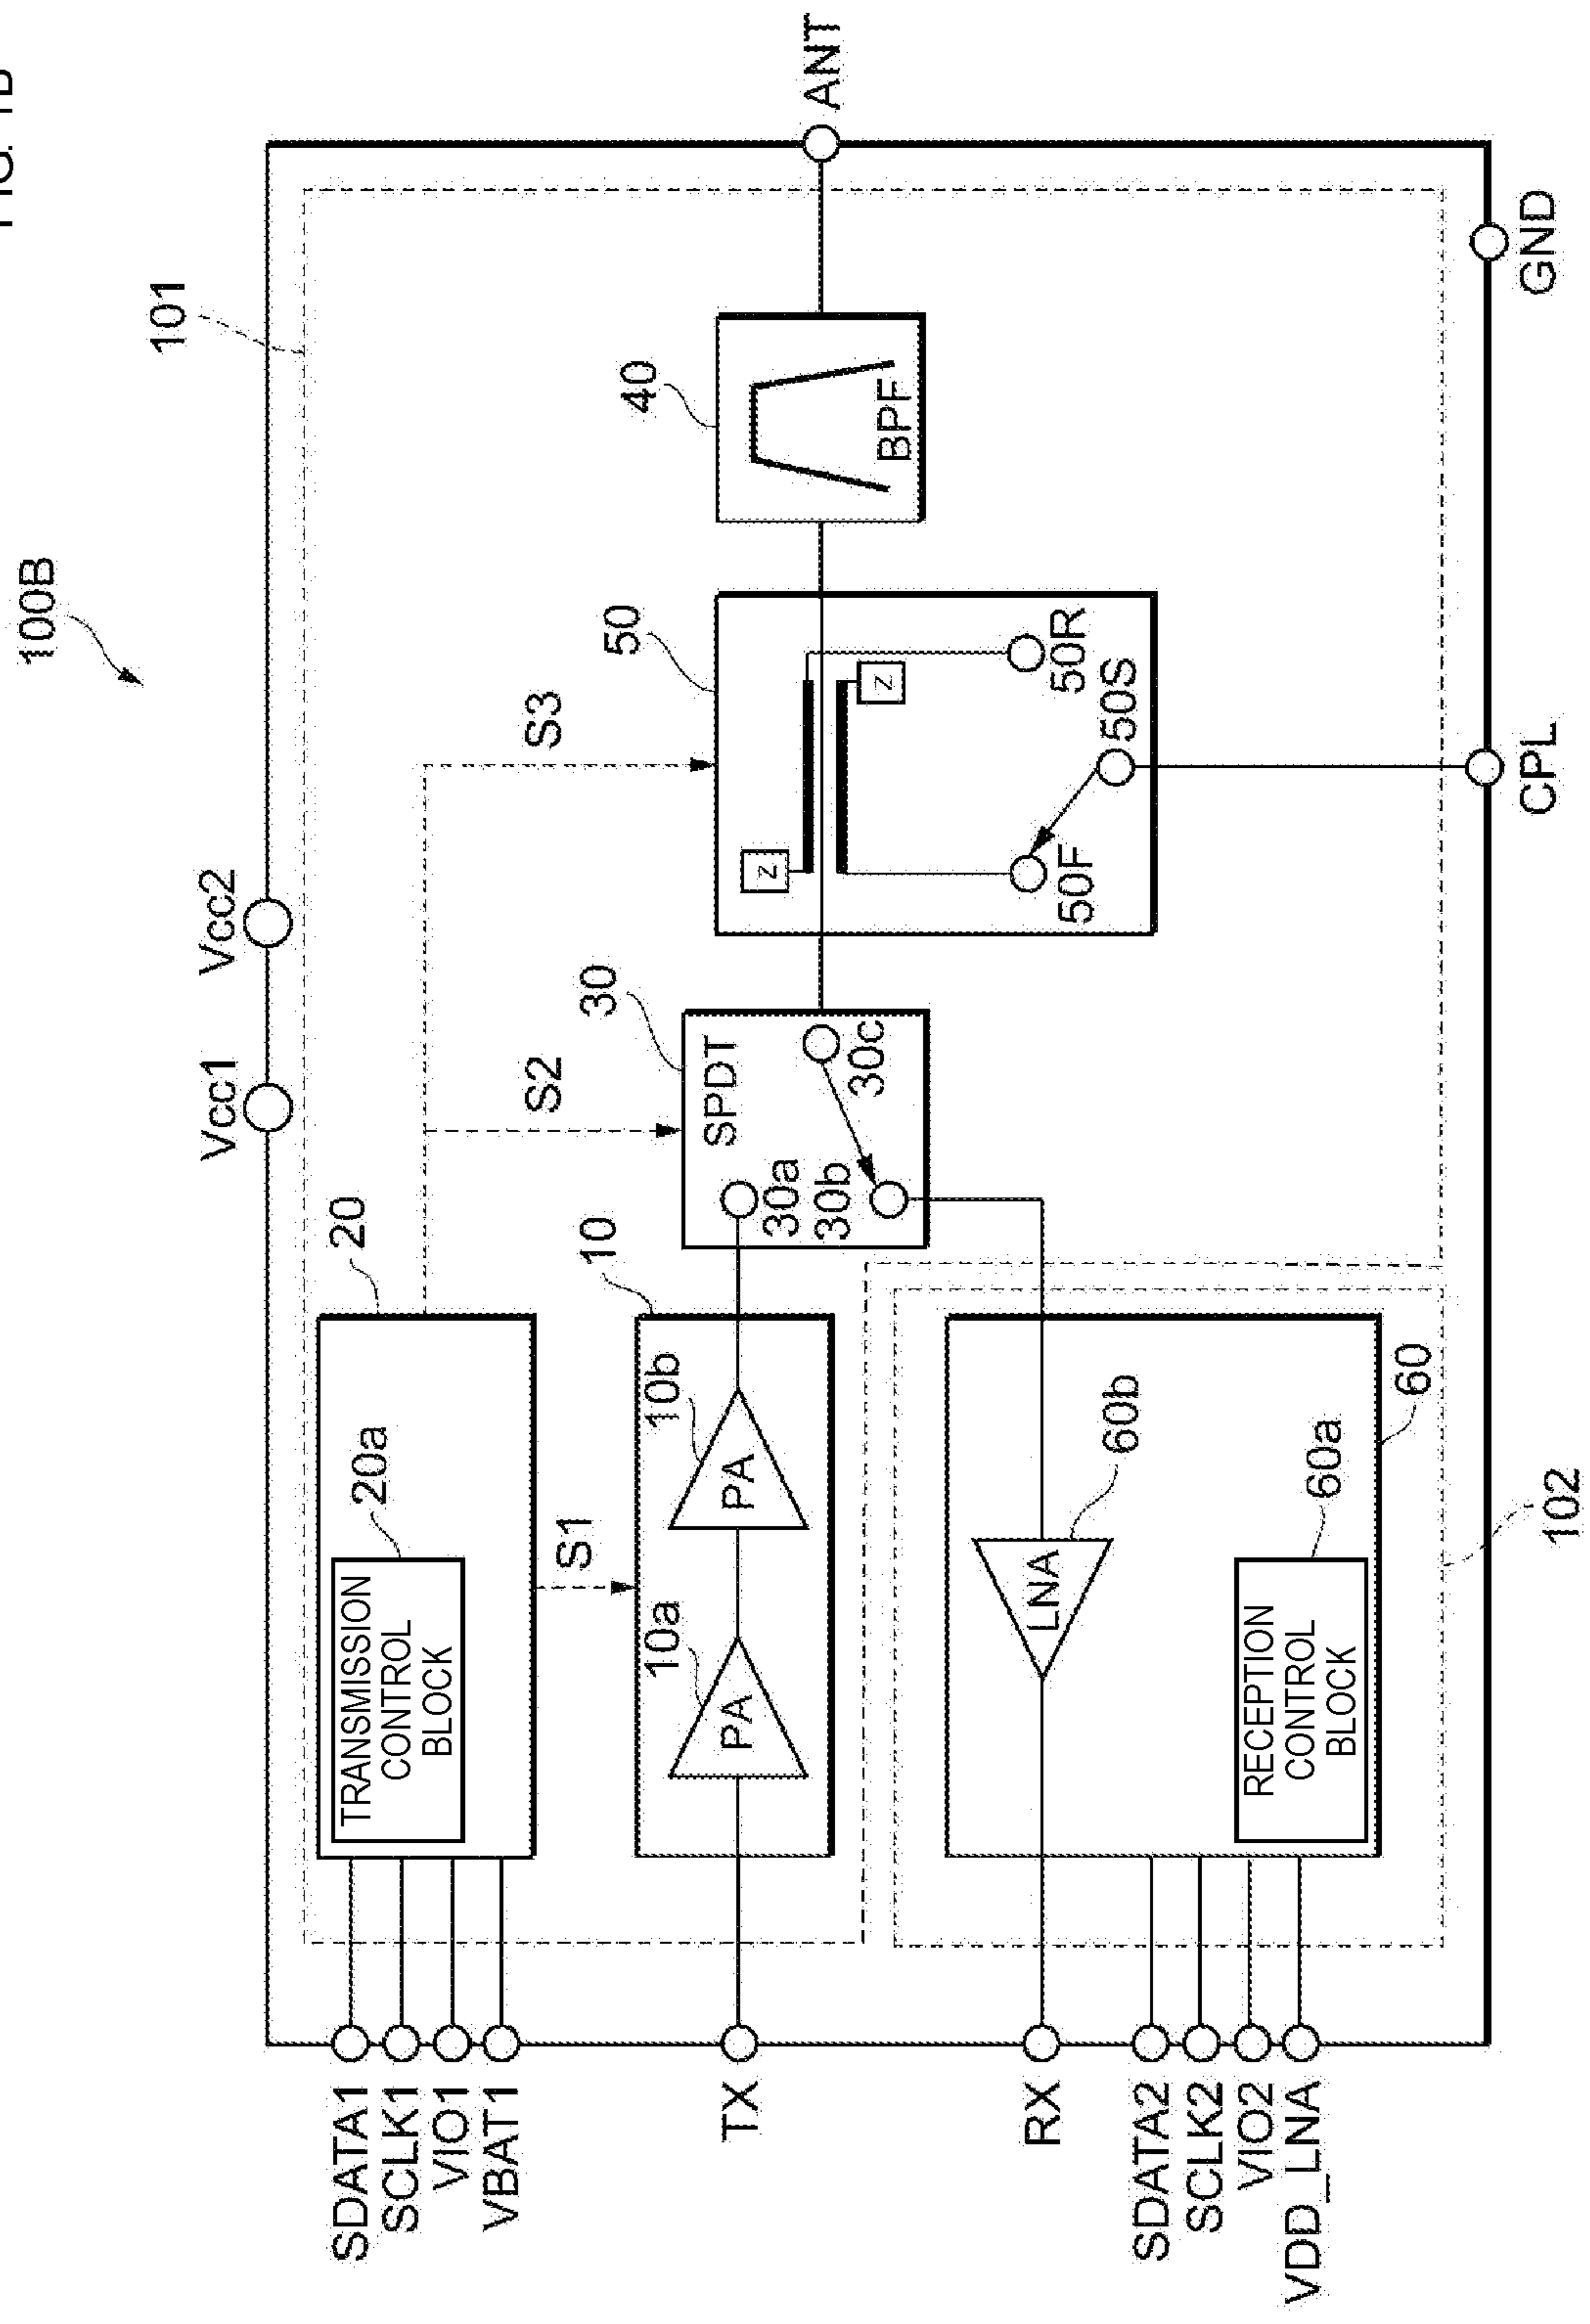 FIG. 1B
100B
101
Vcc1
Vcc2
SDATA1
SCLK1
VIO1
VBAT1
20
20a
TRANSMISSION
CONTROL
BLOCK
S1
S2
S3
TX
10
10a
PA
10b
PA
30
SPDT
30a
30b
30c
50
Z
Z
50F
50R
50S
40
BPF
ANT
RX
LNA
60b
SDATA2
SCLK2
VIO2
VDD_LNA
RECEPTION
CONTROL
BLOCK
60a
60
102
CPL
GND